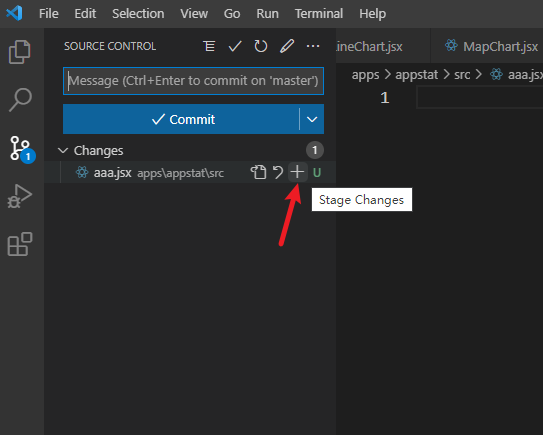 File Edit Selection View Go Run Terminal Help
SOURCE CONTROL
ineChart.jsx
MapChart.jsx
apps > appstat > src > aaa.jsx
Message (Ctrl+Enter to commit on 'master')
1
Commit
Changes
1
aaa.jsx apps\appstat\src
U
Stage Changes
1